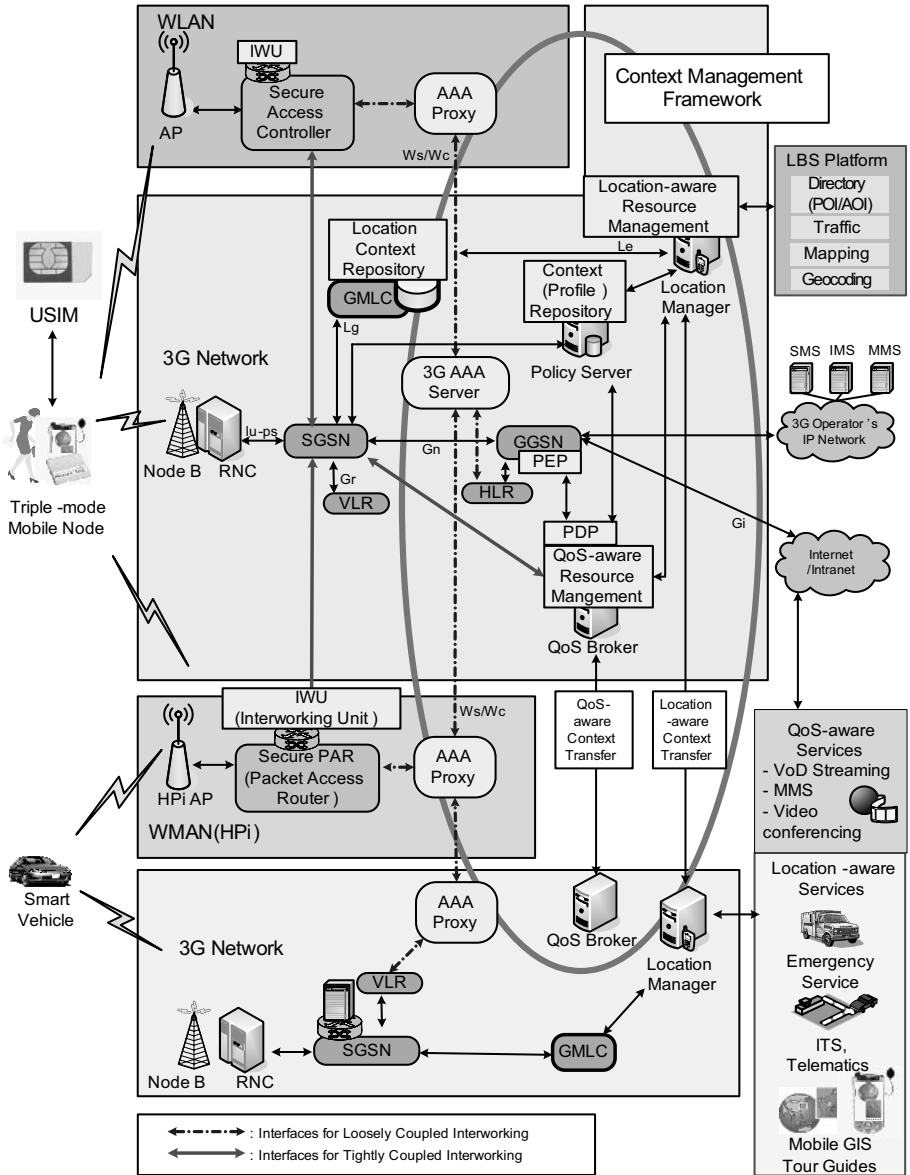 WLAN
IWU
Secure
Access
Controller
AP
AAA
Proxy
Ws/Wc
Context Management
Framework
LBS Platform
Directory
(POI/AOI)
Traffic
Mapping
Geocoding
Location-aware
Resource
Management
Le
Location
Manager
Location
Context
Repository
GMLC
Lg
Context
(Profile )
Repository
Policy Server
USIM
3G Network
3G AAA
Server
SMS
IMS
MMS
3G Operator 's
IP Network
Node B
RNC
Iu-ps
SGSN
Gn
GGSN
PEP
Gr
VLR
HLR
Triple -mode
Mobile Node
Gi
PDP
QoS-aware
Resource
Mangement
QoS Broker
Internet
/Intranet
IWU
(Interworking Unit )
Ws/Wc
QoS-
aware
Context
Transfer
Location
-aware
Context
Transfer
HPi AP
Secure PAR
(Packet Access
Router )
AAA
Proxy
WMAN(HPi)
QoS-aware
Services
- VoD Streaming
- MMS
- Video
conferencing
Smart
Vehicle
3G Network
AAA
Proxy
QoS Broker
Location
Manager
VLR
SGSN
GMLC
Node B
RNC
Location -aware
Services
Emergency
Service
ITS,
Telematics
Mobile GIS
Tour Guides
: Interfaces for Loosely Coupled Interworking
: Interfaces for Tightly Coupled Interworking